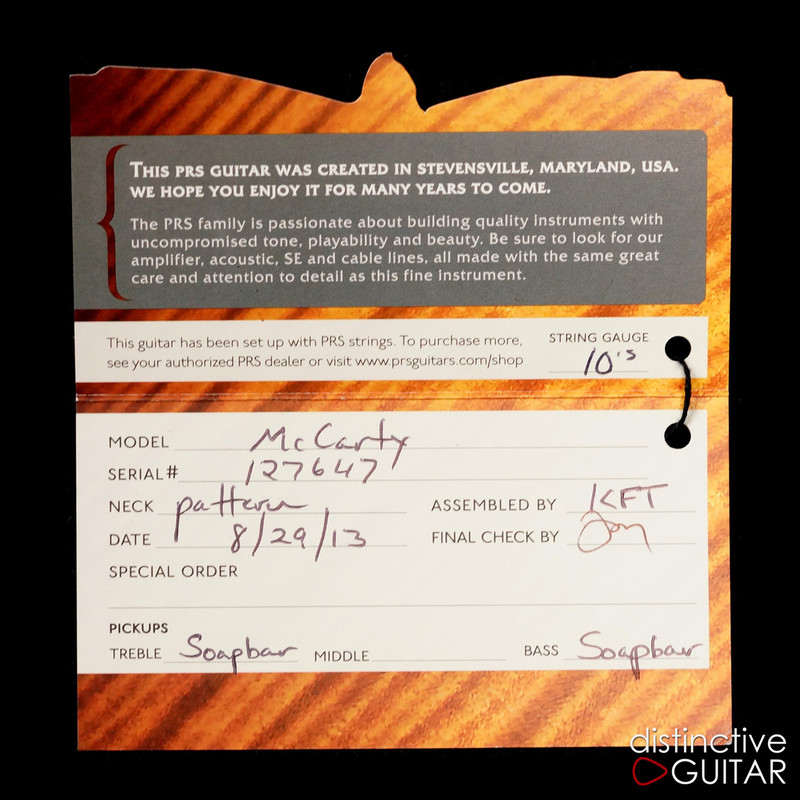 THIS PRS GUITAR WAS CREATED IN STEVENSVILLE, MARYLAND, USA.
WE HOPE YOU ENJOY IT FOR MANY YEARS TO COME.
The PRS family is passionate about building quality instruments with
uncompromised tone, playability and beauty. Be sure to look for our
amplifier, acoustic, SE and cable lines, all made with the same great
care and attention to detail as this fine instrument.
This guitar has been set up with PRS strings. To purchase more,
see your authorized PRS dealer or visit www.prsguitars.com/shop
STRING GAUGE
10's
MODEL McCarty
SERIAL# 127647
NECK pattern
ASSEMBLED BY KFT
DATE 8/29/13
FINAL CHECK BY
SPECIAL ORDER
PICKUPS
TREBLE Soapbar MIDDLE BASS Soapbar
distinctive
GUITAR